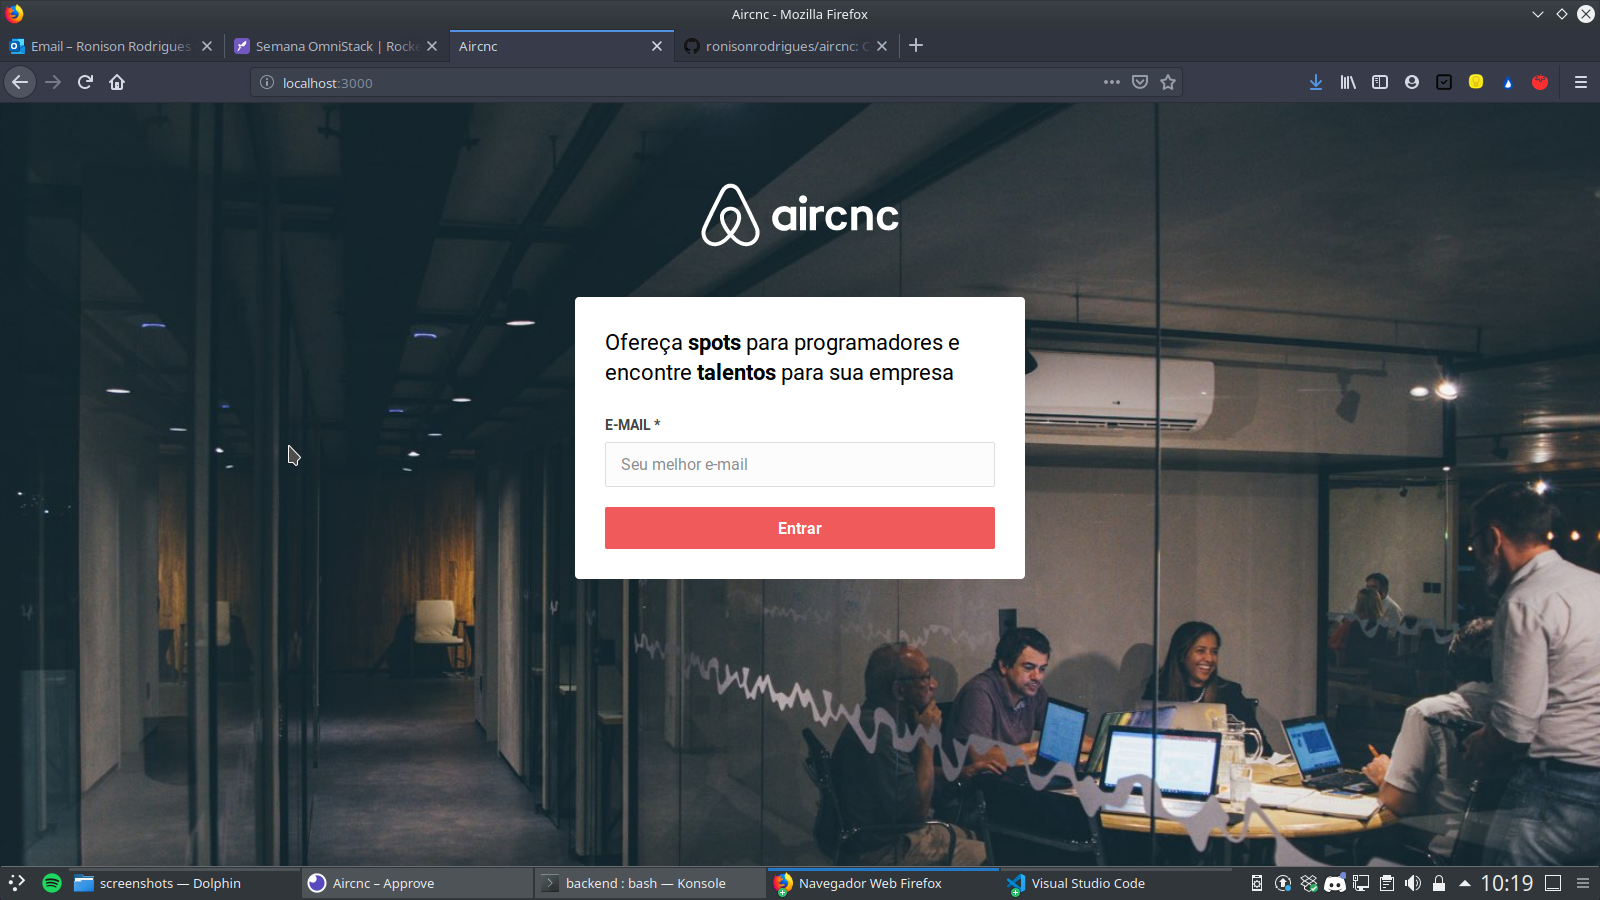 Aircnc - Mozilla Firefox
Email – Ronison Rodrigues
Semana OmniStack | Rocke
Aircnc
ronisonrodrigues/aircnc: C
localhost:3000
aircnc
Ofereça spots para programadores e
encontre talentos para sua empresa
E-MAIL *
Seu melhor e-mail
Entrar
screenshots — Dolphin
Aircnc – Approve
backend : bash — Konsole
Navegador Web Firefox
Visual Studio Code
10:19